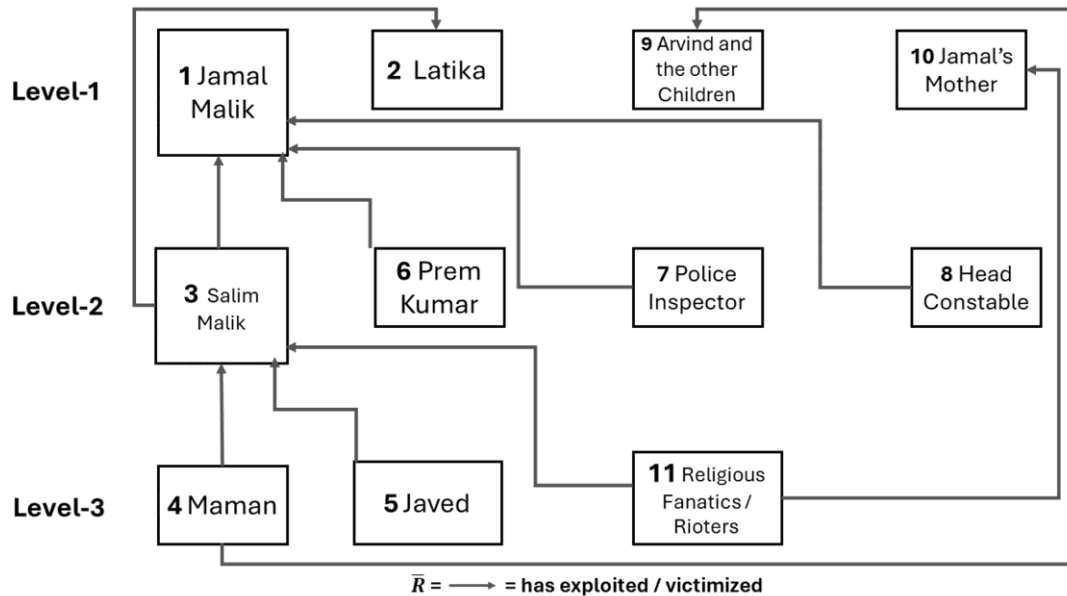 Level-1
1 Jamal
Malik
2 Latika
9 Arvind and
the other
Children
10 Jamal's
Mother
Level-2
3 Salim
Malik
6 Prem
Kumar
7 Police
Inspector
8 Head
Constable
Level-3
4 Maman
5 Javed
11 Religious
Fanatics /
Rioters
R̅ = → = has exploited / victimized